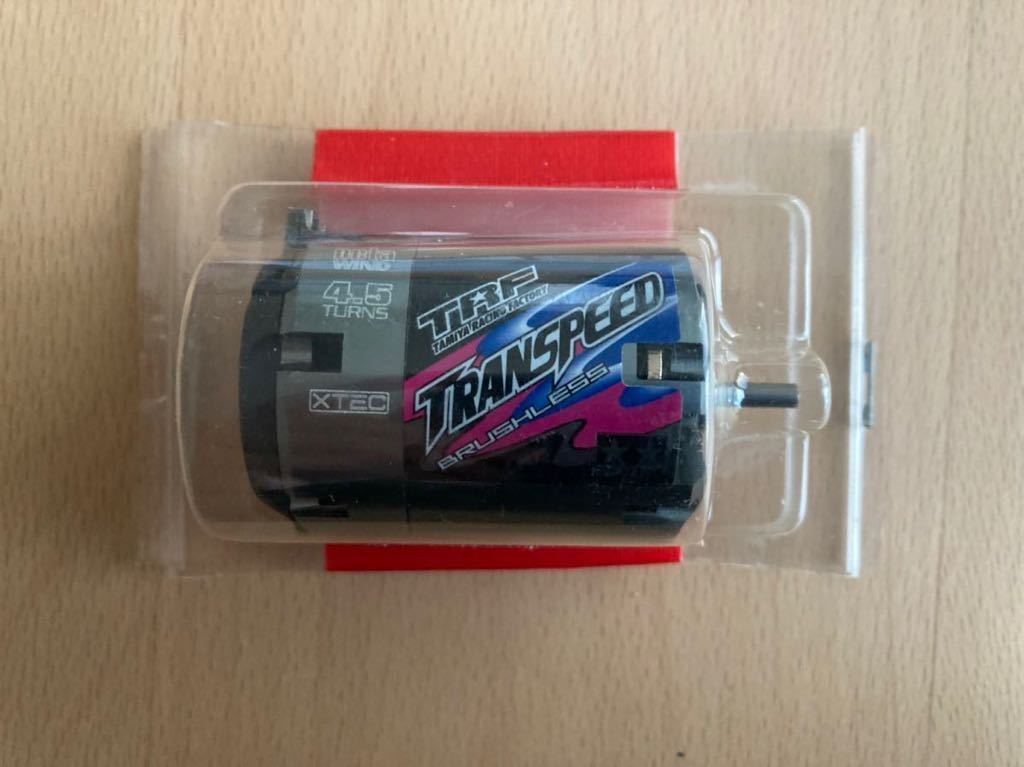 WING
4.5
TURNS
XTEC
TRF
TAMIYA RACING FACTORY
TRANSPEED
BRUSHLESS